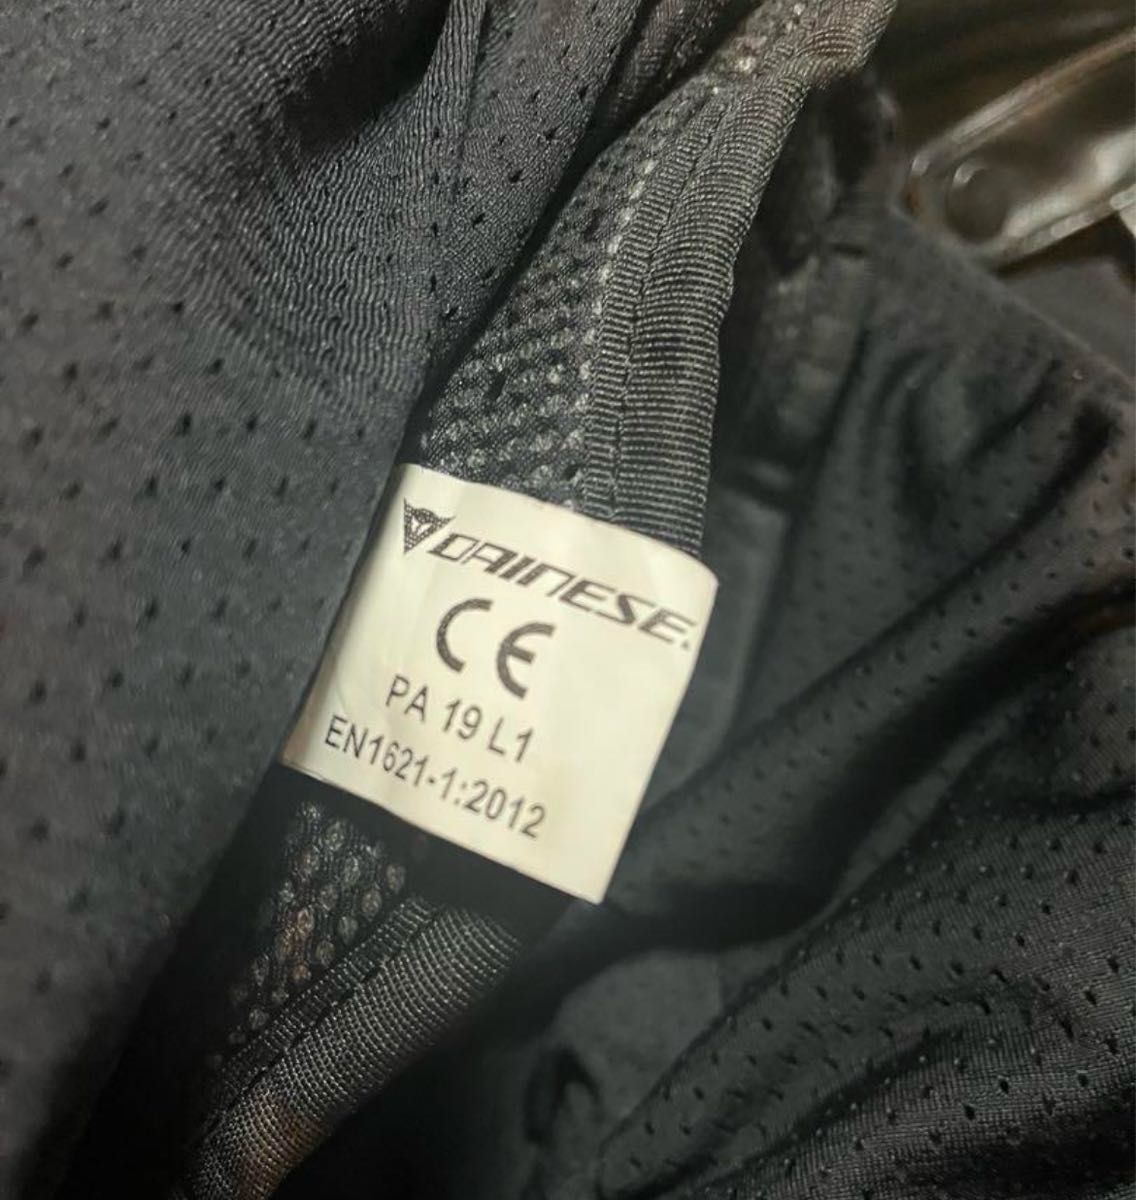 DAINESE
CE
PA 19 L1
EN1621-1:2012